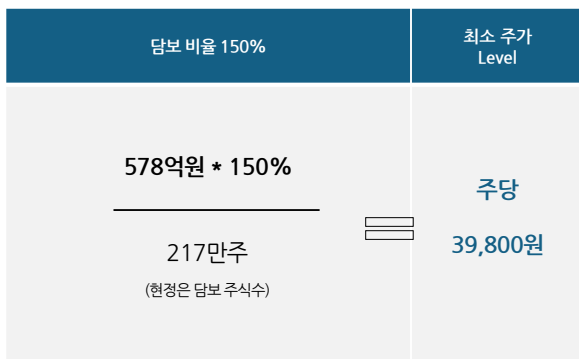 담보 비율 150%
최소 주가
Level
578억원 * 150%
217만주
(현정은 담보 주식수)
주당
39,800원